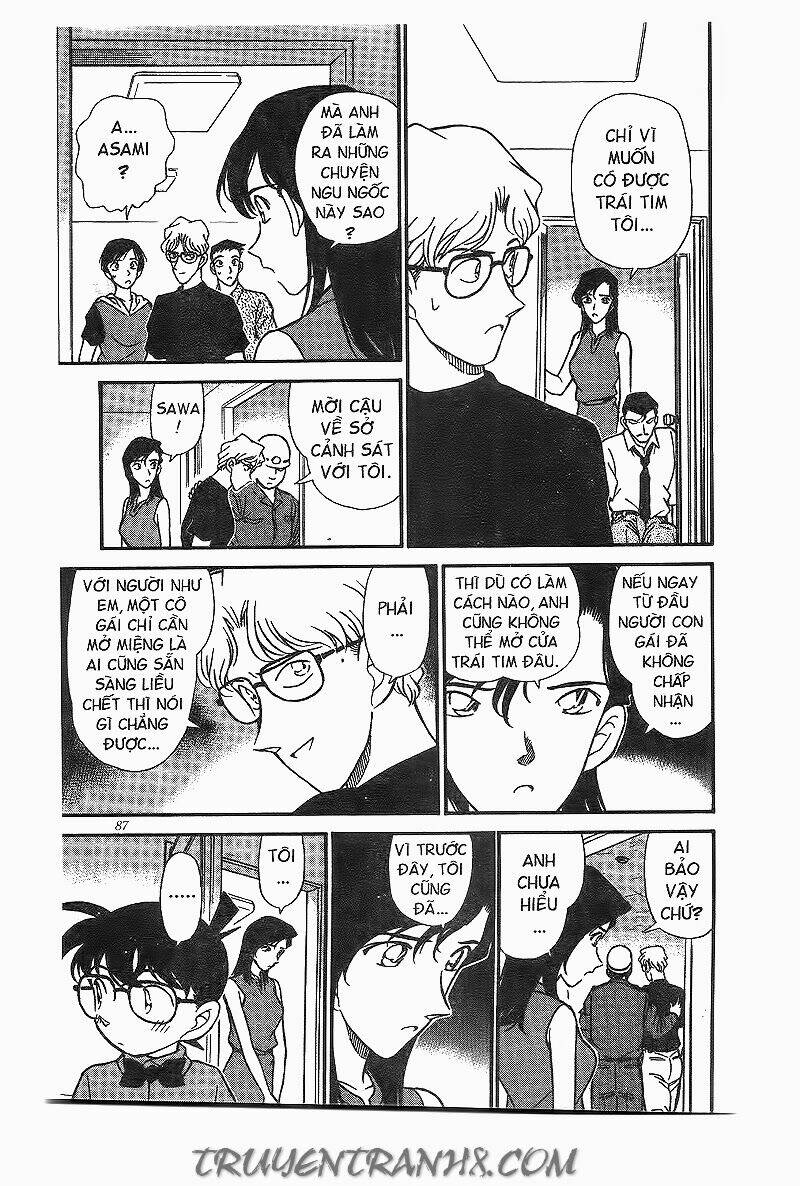 CHỈ VÌ
MUỐN
CÓ ĐƯỢC
TRÁI TIM
TÔI...
MÀ ANH
ĐÃ LÀM
RA NHỮNG
CHUYỆN
NGU NGỐC
NÀY SAO
?
A...
ASAMI
?
MỜI CẬU
VỀ SỞ
CẢNH SÁT
VỚI TÔI.
SAWA
!
NẾU NGAY
TỪ ĐẦU
NGƯỜI CON
GÁI ĐÃ
KHÔNG
CHẤP
NHẬN
...
THÌ DÙ CÓ LÀM
CÁCH NÀO, ANH
CŨNG KHÔNG
THỂ MỞ CỬA
TRÁI TIM ĐÂU.
PHẢI
...
VỚI NGƯỜI NHƯ
EM, MỘT CÔ
GÁI CHỈ CẦN
MỞ MIỆNG LÀ
AI CŨNG SẴN
SÀNG LIỀU
CHẾT THÌ NÓI
GÌ CHẲNG
ĐƯỢC...
87
AI
BẢO
VẬY
CHỨ?
ANH
CHƯA
HIỂU
...
VÌ TRƯỚC
ĐÂY, TÔI
CŨNG
ĐÃ...
TÔI
...
......
TRUYENTRANH8.COM